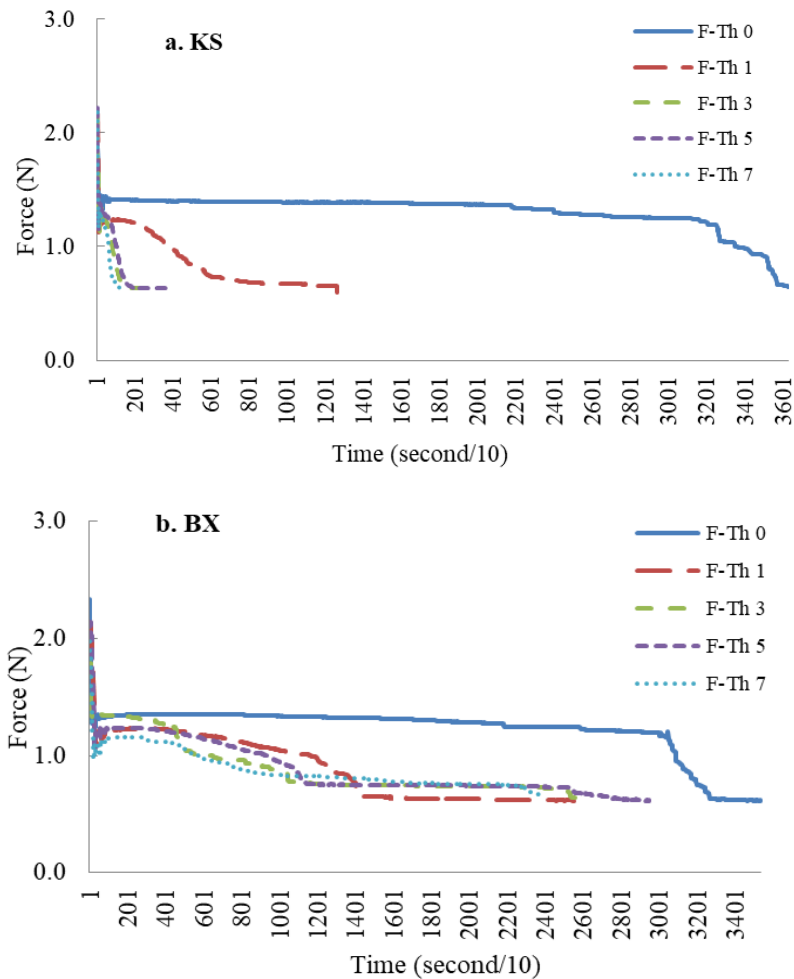 3.0
a. KS
F-Th 0
F-Th 1
F-Th 3
F-Th 5
F-Th 7
2.0
1.0
0.0
Force (N)
1 201 401 601 801 1001 1201 1401 1601 1801 2001 2201 2401 2601 2801 3001 3201 3401 3601
Time (second/10)
3.0
b. BX
F-Th 0
F-Th 1
F-Th 3
F-Th 5
F-Th 7
2.0
1.0
0.0
Force (N)
1 201 401 601 801 1001 1201 1401 1601 1801 2001 2201 2401 2601 2801 3001 3201 3401
Time (second/10)